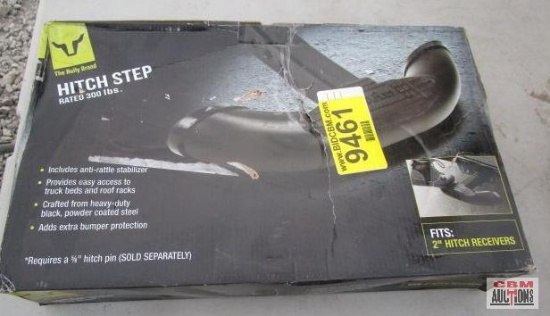 The Bully Brand
HITCH STEP
RATED 300 lbs.
• Includes anti-rattle stabilizer
• Provides easy access to
truck beds and roof racks
• Crafted from heavy-duty
black, powder coated steel
• Adds extra bumper protection
*Requires a ⅝" hitch pin (SOLD SEPARATELY)
www.BIDCBM.com
9461
FITS:
2" HITCH RECEIVERS
CBM
AUCTIONS